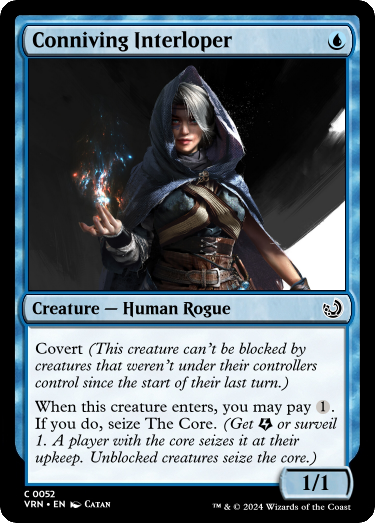 Conniving Interloper
Creature — Human Rogue
Covert (This creature can't be blocked by
creatures that weren't under their controllers
control since the start of their last turn.)
When this creature enters, you may pay 1.
If you do, seize The Core. (Get or surveil
1. A player with the core seizes it at their
upkeep. Unblocked creatures seize the core.)
1/1
C 0052
VRN • EN CATAN
™ & © 2024 Wizards of the Coast